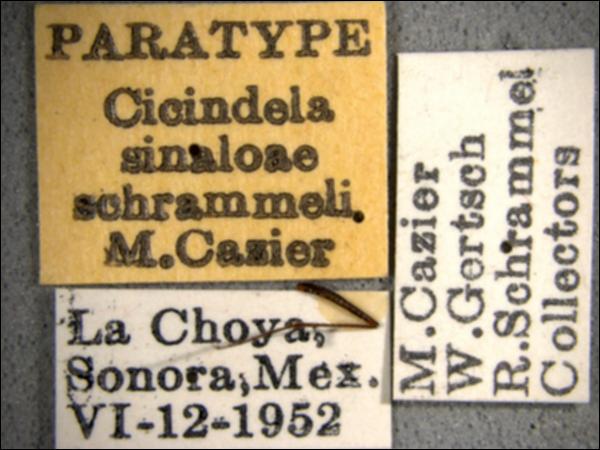 PARATYPE
Cicindela
sinaloae
schrammeli
M.Cazier
La Choya,
Sonora, Mex.
VI-12-1952
M.Cazier
W.Gertsch
R.Schrammel
Collectors